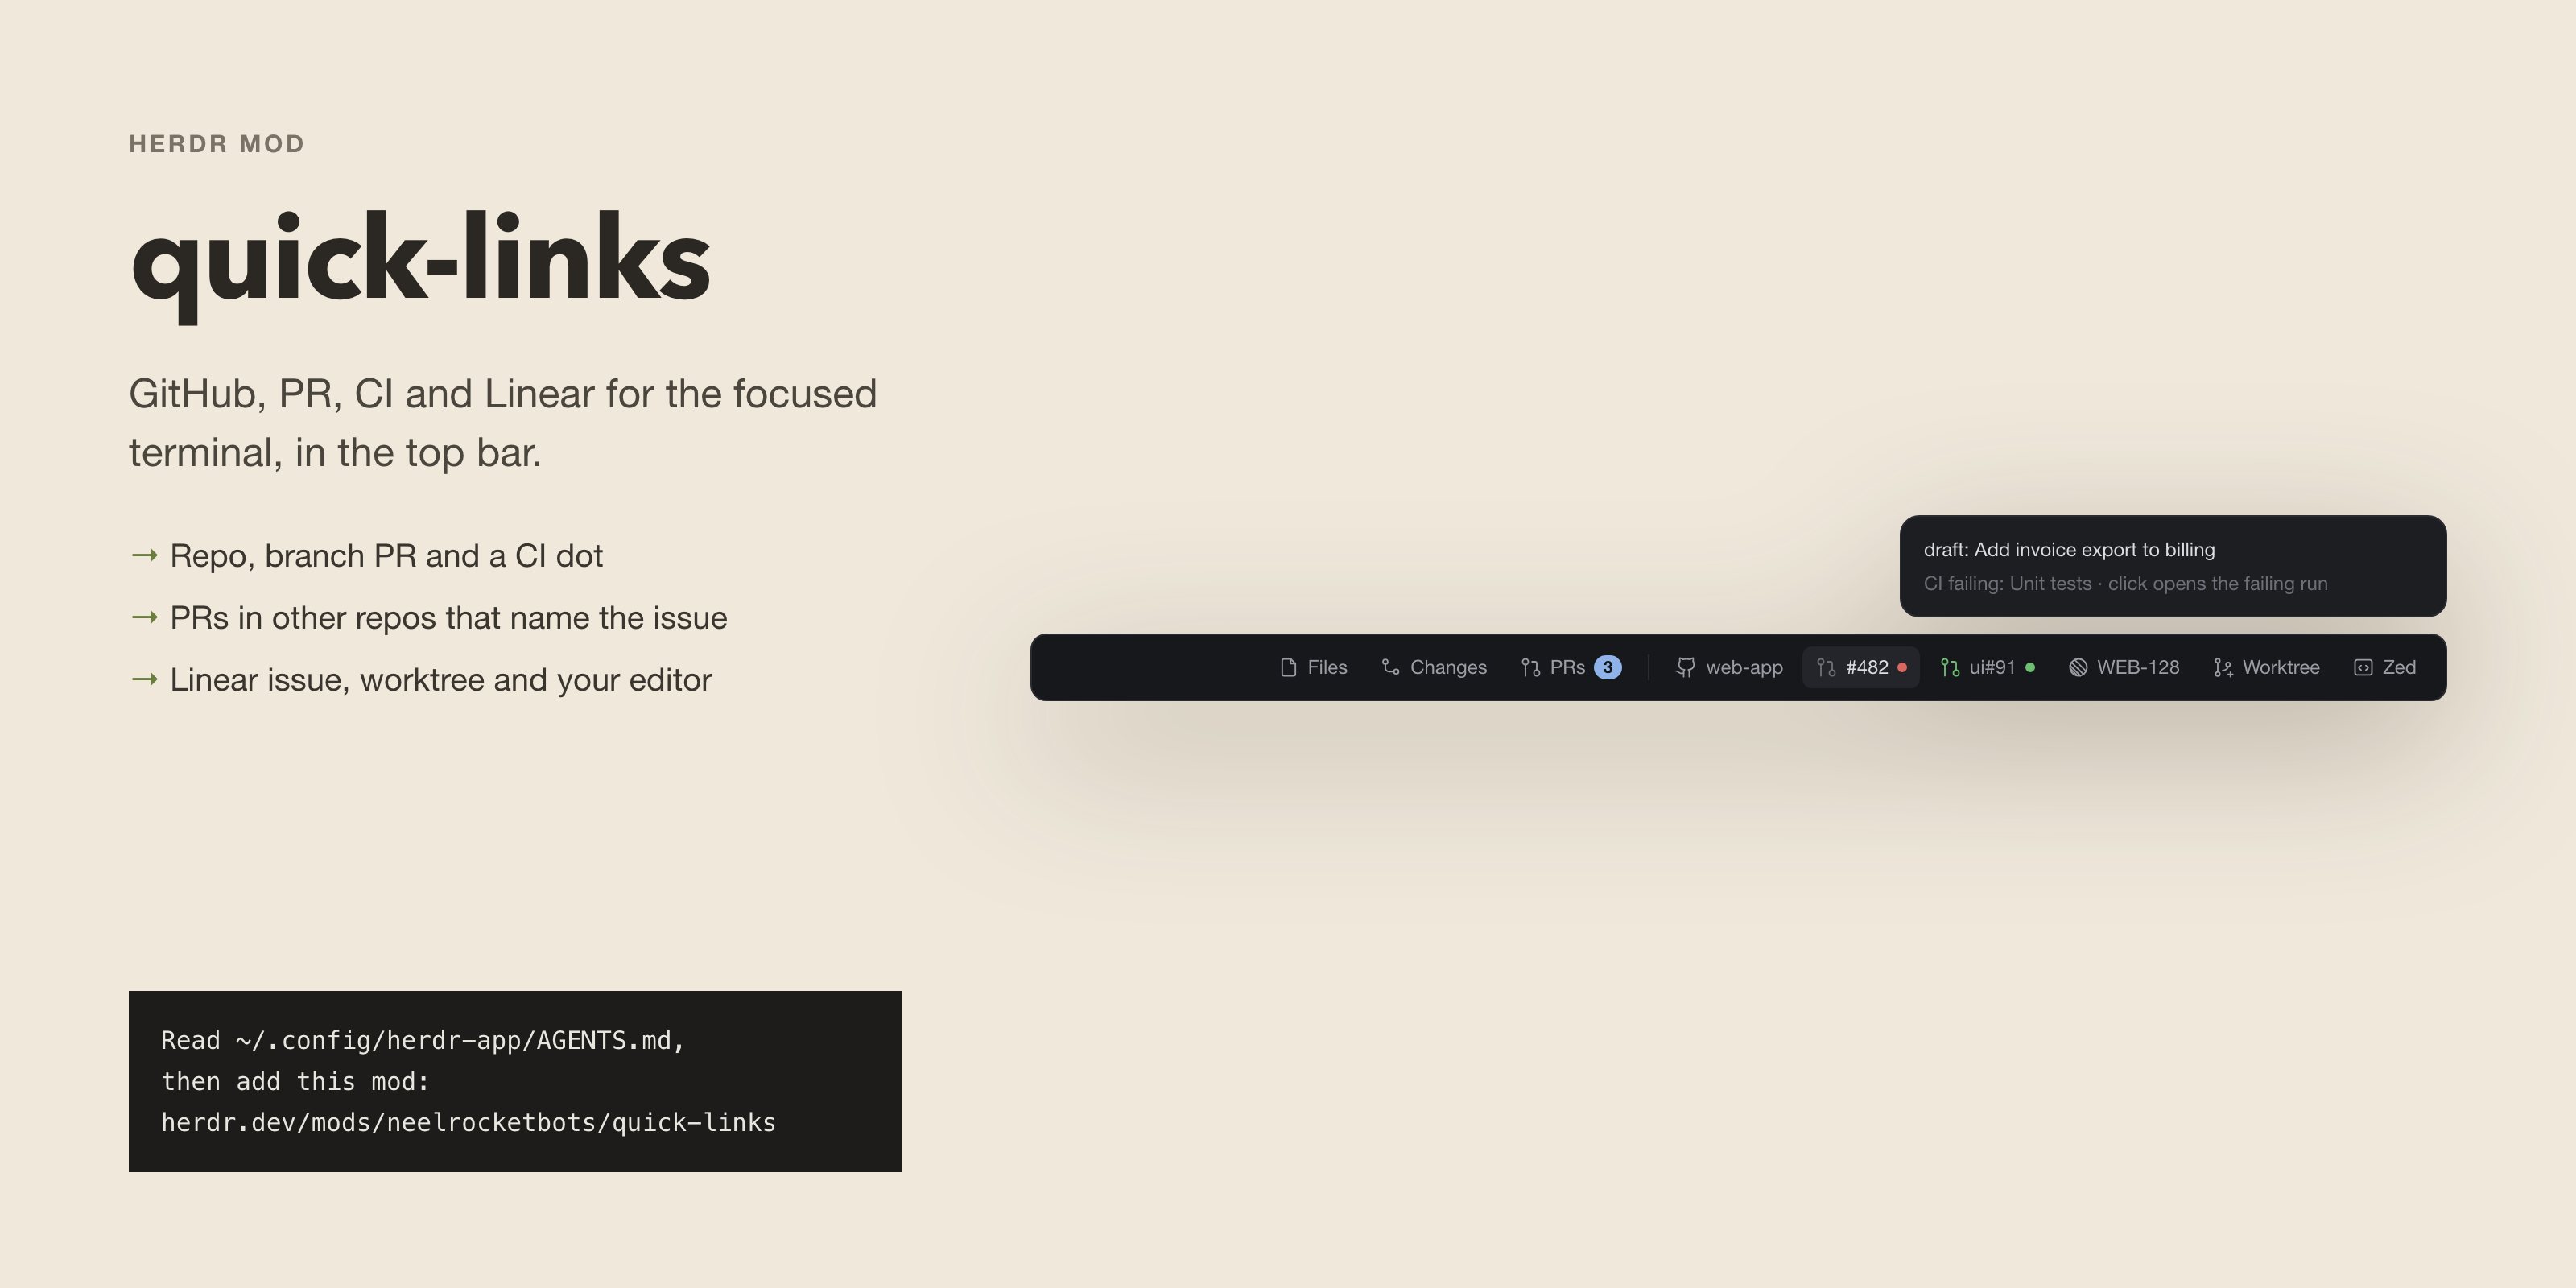 HERDR MOD
quick-links
GitHub, PR, CI and Linear for the focused
terminal, in the top bar.
→ Repo, branch PR and a CI dot
→ PRs in other repos that name the issue
→ Linear issue, worktree and your editor
draft: Add invoice export to billing
CI failing: Unit tests · click opens the failing run
Files Changes PRs 3 web-app #482 ui#91 WEB-128 Worktree Zed
Read ~/.config/herdr-app/AGENTS.md,
then add this mod:
herdr.dev/mods/neelrocketbots/quick-links